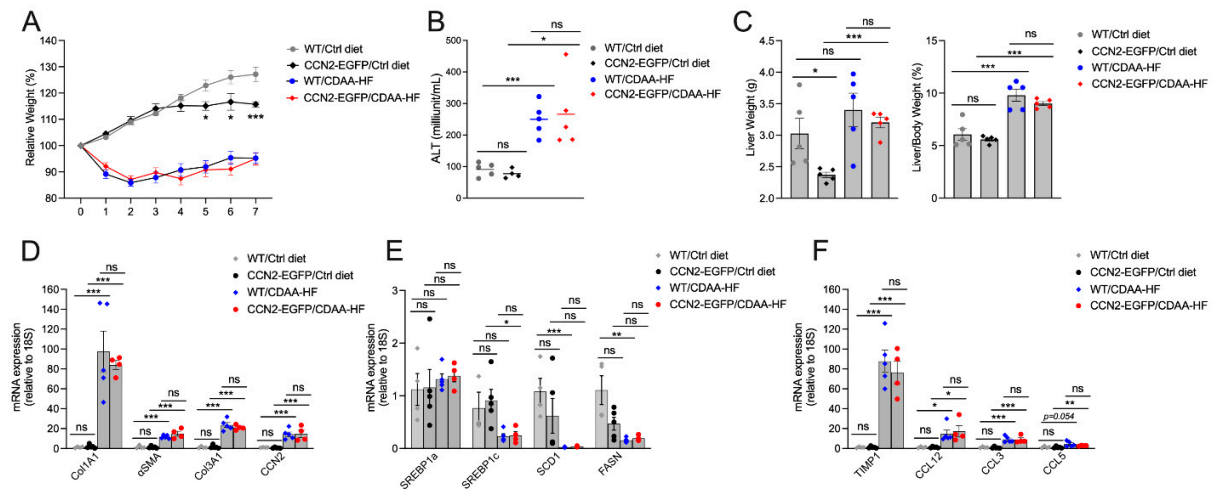 A
Relative Weight (%)
130
120
110
100
90
80
0 1 2 3 4 5 6 7
* * ***
WT/Ctrl diet
CCN2-EGFP/Ctrl diet
WT/CDAA-HF
CCN2-EGFP/CDAA-HF
B
ALT (milliunit/mL)
500
400
300
200
100
0
ns
*
***
ns
WT/Ctrl diet
CCN2-EGFP/Ctrl diet
WT/CDAA-HF
CCN2-EGFP/CDAA-HF
C
Liver Weight (g)
4.5
4.0
3.5
3.0
2.5
2.0
ns
***
ns
*
Liver/Body Weight (%)
15
10
5
0
ns
***
***
ns
WT/Ctrl diet
CCN2-EGFP/Ctrl diet
WT/CDAA-HF
CCN2-EGFP/CDAA-HF
D
mRNA expression
(relative to 18S)
160
140
120
100
80
60
40
20
0
ns
***
***
ns
ns
***
***
ns
ns
***
***
ns
ns
***
***
ns
Col1A1 αSMA Col3A1 CCN2
WT/Ctrl diet
CCN2-EGFP/Ctrl diet
WT/CDAA-HF
CCN2-EGFP/CDAA-HF
E
mRNA expression
(relative to 18S)
3
2
1
0
ns
ns
ns
ns
ns
*
ns
ns
ns
ns
***
ns
ns
ns
**
ns
SREBP1a SREBP1c SCD1 FASN
WT/Ctrl diet
CCN2-EGFP/Ctrl diet
WT/CDAA-HF
CCN2-EGFP/CDAA-HF
F
mRNA expression
(relative to 18S)
160
140
120
100
80
60
40
20
0
ns
***
***
ns
ns
*
*
ns
ns
***
***
ns
ns
**
p=0.054
ns
TIMP1 CCL12 CCL3 CCL5
WT/Ctrl diet
CCN2-EGFP/Ctrl diet
WT/CDAA-HF
CCN2-EGFP/CDAA-HF